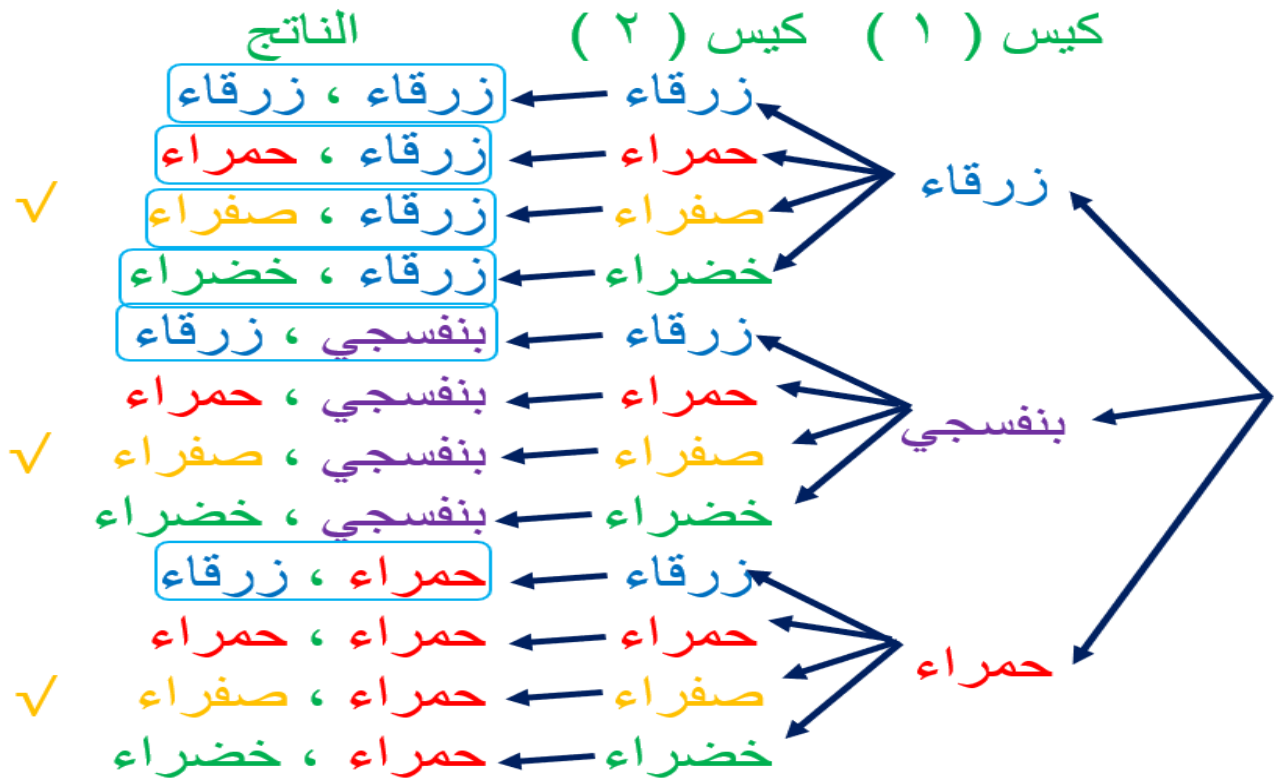 كيس ( ١ ) كيس ( ٢ ) الناتج
زرقاء زرقاء ، زرقاء
حمراء زرقاء ، حمراء
زرقاء
صفراء زرقاء ، صفراء √
خضراء زرقاء ، خضراء
زرقاء بنفسجي ، زرقاء
حمراء بنفسجي ، حمراء
بنفسجي
صفراء بنفسجي ، صفراء √
خضراء بنفسجي ، خضراء
زرقاء حمراء ، زرقاء
حمراء حمراء ، حمراء
حمراء
صفراء حمراء ، صفراء √
خضراء حمراء ، خضراء